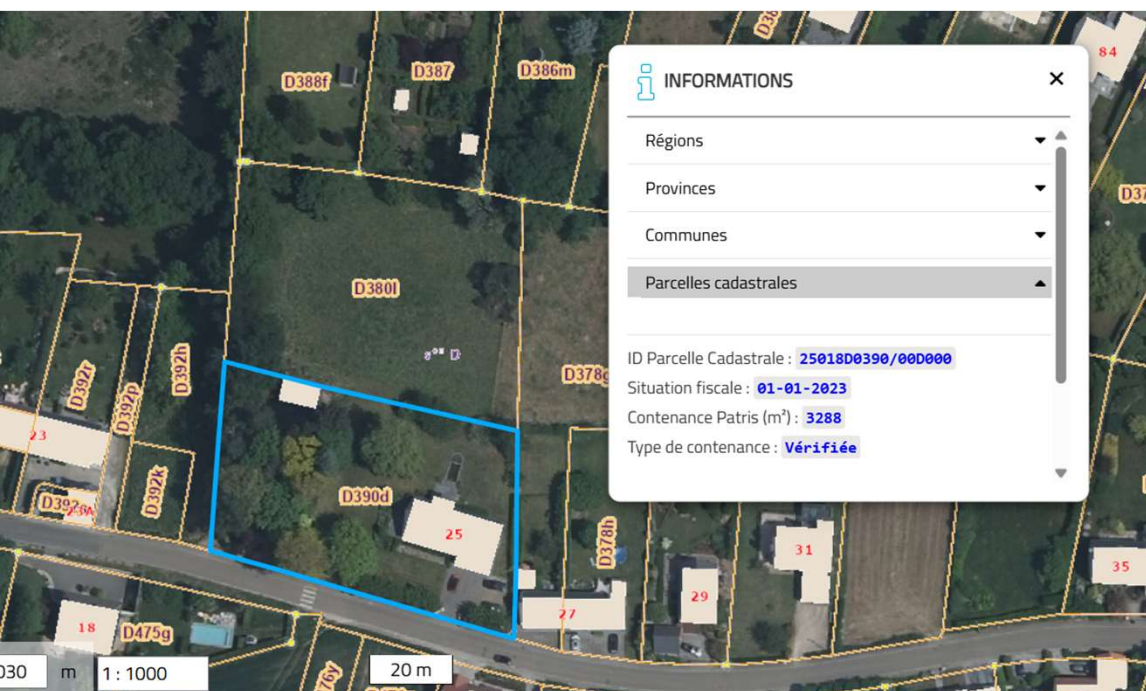 D388f
D387
D386m
84
INFORMATIONS
Régions
Provinces
Communes
Parcelles cadastrales
ID Parcelle Cadastrale : 25018D0390/00D000
Situation fiscale : 01-01-2023
Contenance Patris (m²) : 3288
Type de contenance : Vérifiée
D380l
D392h
D392r
D392p
D378g
23
D390d
D392k
23A
25
D378h
31
29
35
27
18
D475g
030 m 1 : 1000
20 m